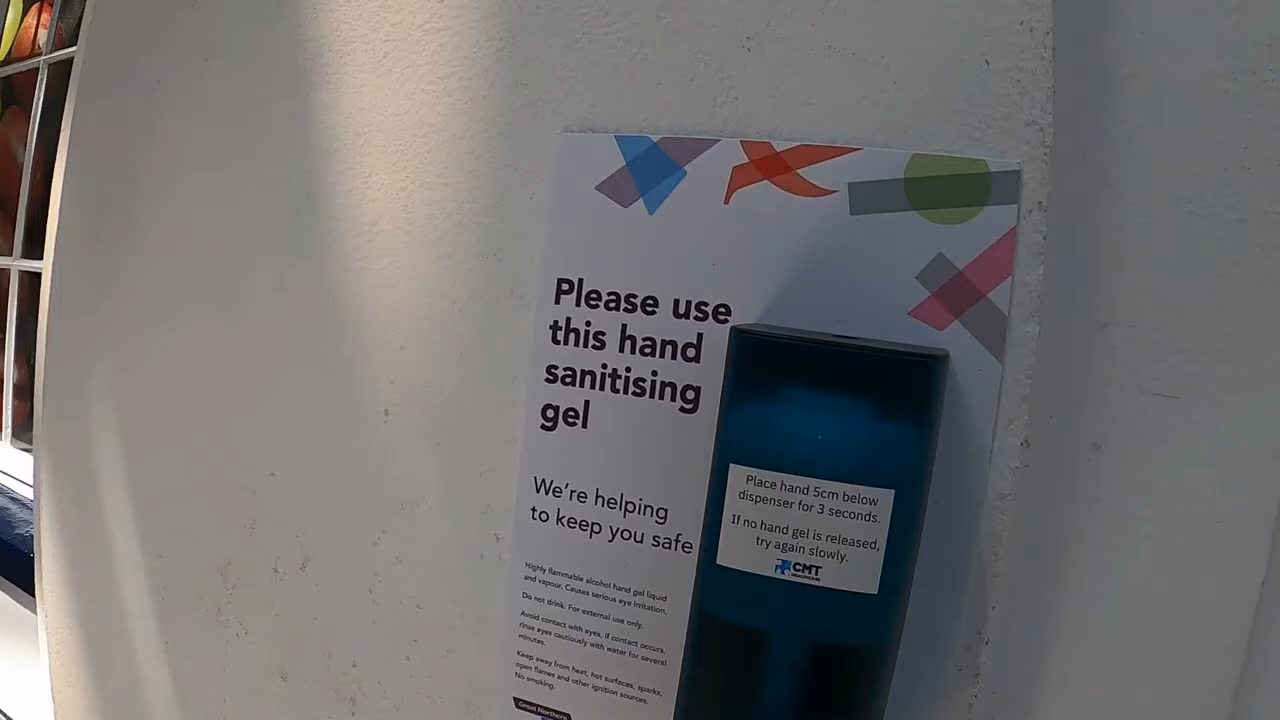 Please use
this hand
sanitising
gel
We're helping
to keep you safe
Highly flammable alcohol hand gel liquid
and vapour. Causes serious eye irritation.
Do not drink. For external use only.
Avoid contact with eyes, if contact occurs,
rinse eyes cautiously with water for several
minutes.
Keep away from heat, hot surfaces, sparks,
open flames and other ignition sources.
No smoking.
Great Northern
Place hand 5cm below
dispenser for 3 seconds.
If no hand gel is released,
try again slowly.
CMT
HEALTHCARE